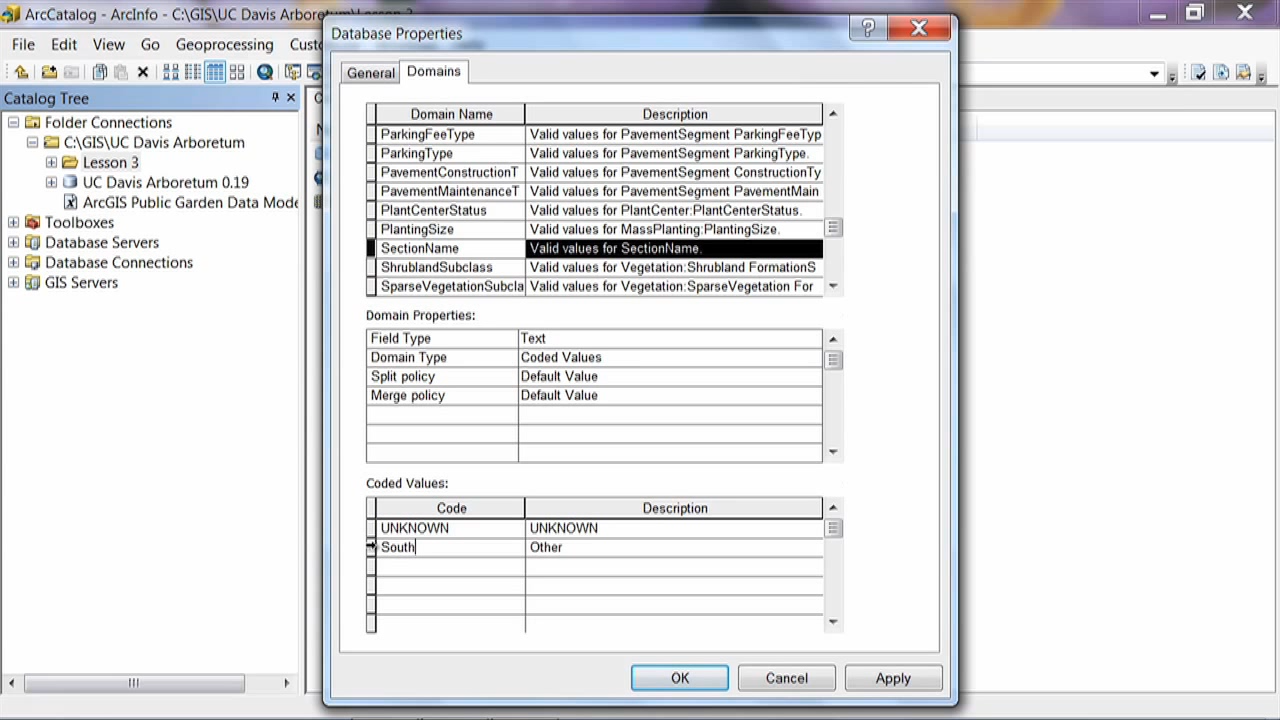 ArcCatalog - ArcInfo - C:\GIS\UC Davis Arboretum\Lesson 3
Database Properties
File Edit View Go Geoprocessing
General Domains
Catalog Tree
Folder Connections
C:\GIS\UC Davis Arboretum
Lesson 3
UC Davis Arboretum 0.19
ArcGIS Public Garden Data Mode
Toolboxes
Database Servers
Database Connections
GIS Servers
Domain Name Description
ParkingFeeType Valid values for PavementSegment ParkingFeeTyp
ParkingType Valid values for PavementSegment ParkingType.
PavementConstructionT Valid values for PavementSegment ConstructionTy
PavementMaintenanceT Valid values for PavementSegment PavementMain
PlantCenterStatus Valid values for PlantCenter:PlantCenterStatus.
PlantingSize Valid values for MassPlanting:PlantingSize.
SectionName Valid values for SectionName.
ShrublandSubclass Valid values for Vegetation:Shrubland FormationS
SparseVegetationSubcla Valid values for Vegetation:SparseVegetation For
Domain Properties:
Field Type Text
Domain Type Coded Values
Split policy Default Value
Merge policy Default Value
Coded Values:
Code Description
UNKNOWN UNKNOWN
South Other
OK Cancel Apply